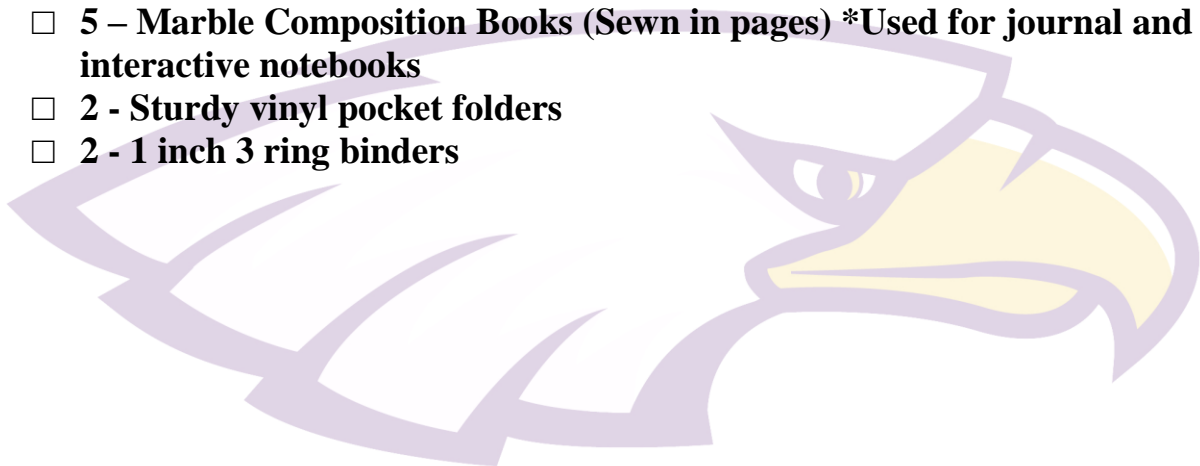 □ 5 – Marble Composition Books (Sewn in pages) *Used for journal and
interactive notebooks
□ 2 - Sturdy vinyl pocket folders
□ 2 - 1 inch 3 ring binders